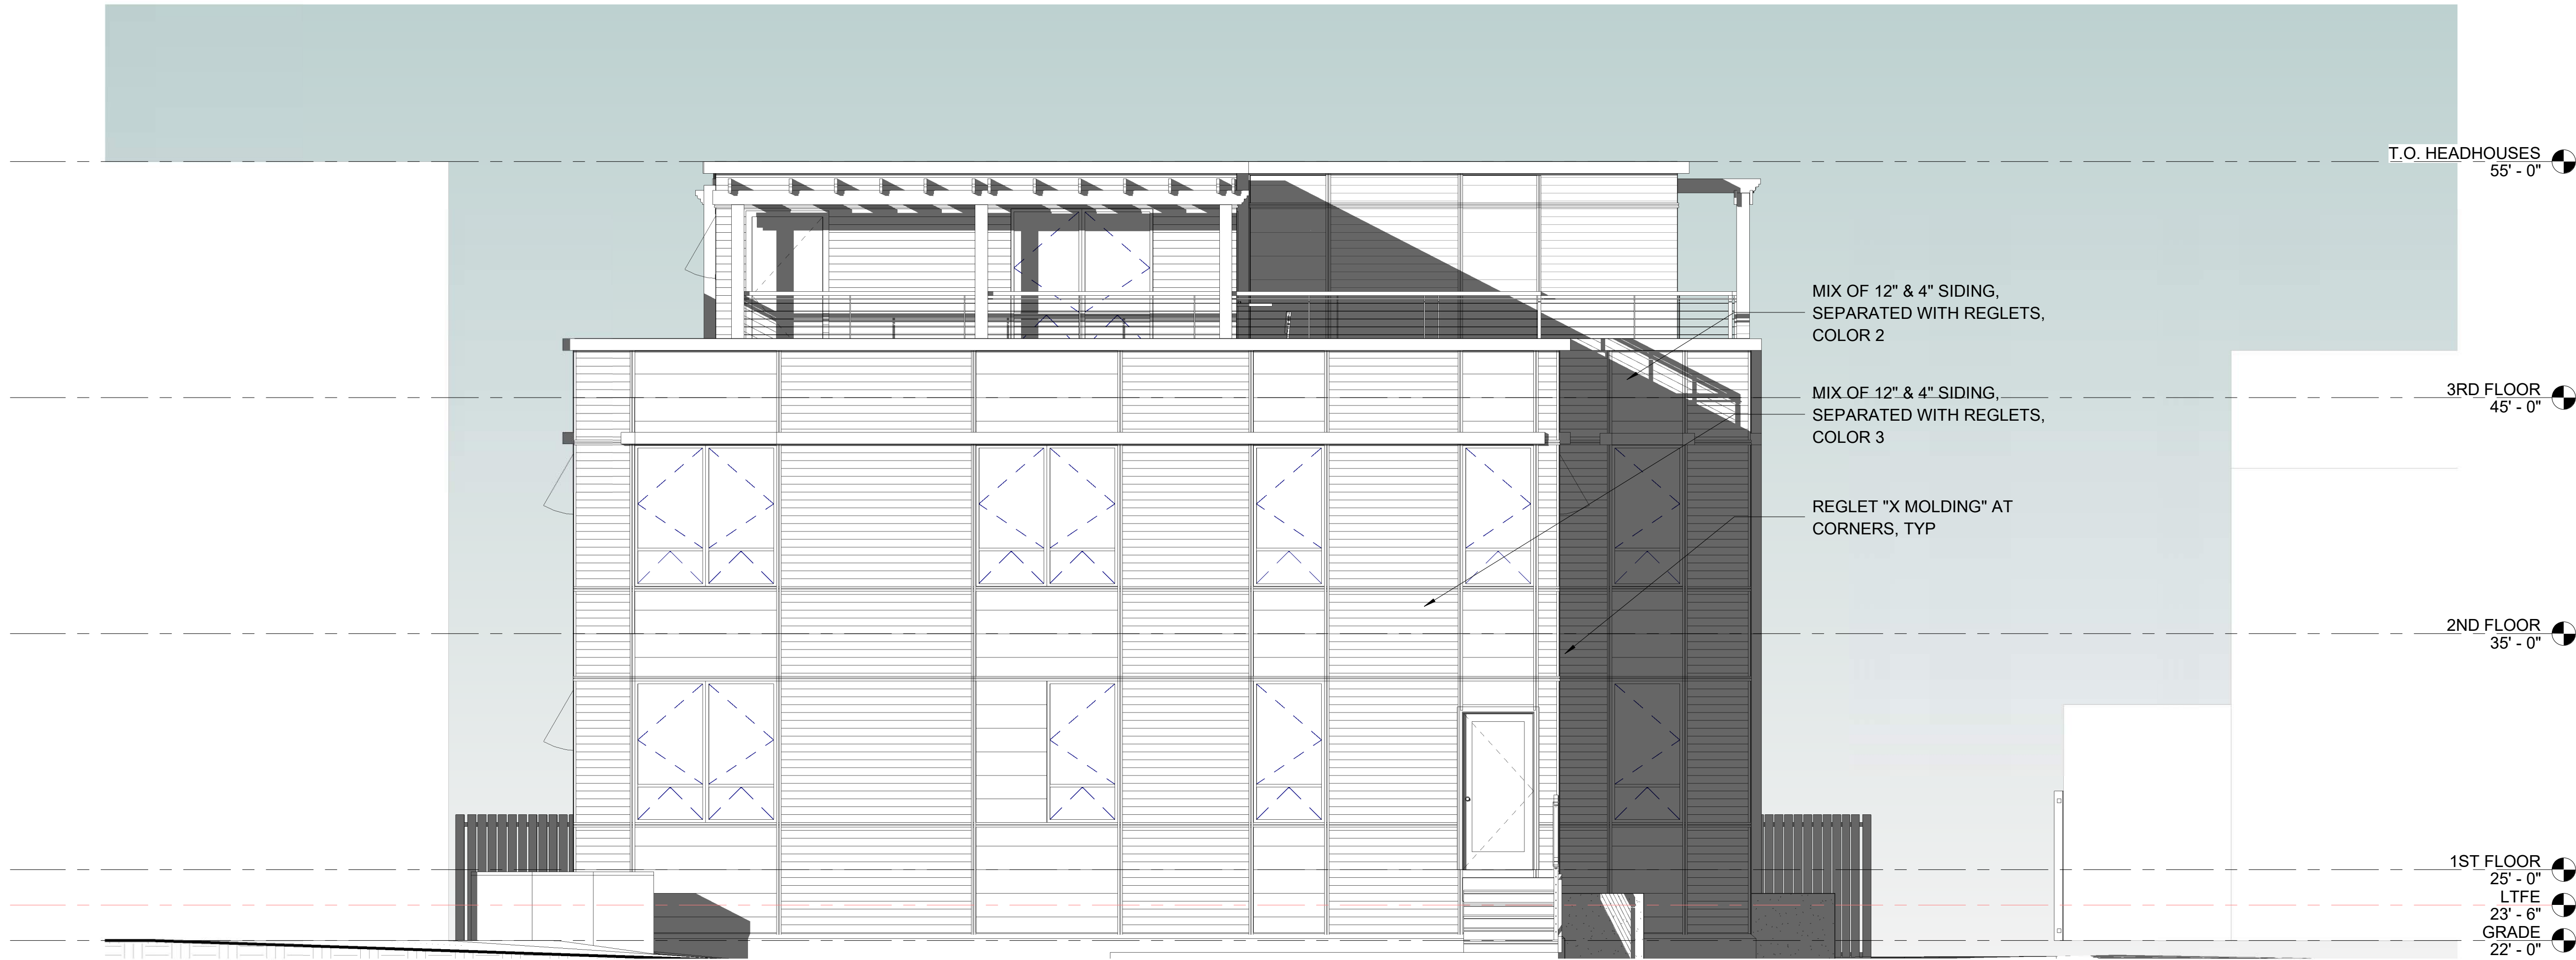 T.O. HEADHOUSES
55' - 0"
MIX OF 12" & 4" SIDING,
SEPARATED WITH REGLETS,
COLOR 2
MIX OF 12" & 4" SIDING,
SEPARATED WITH REGLETS,
COLOR 3
3RD FLOOR
45' - 0"
REGLET "X MOLDING" AT
CORNERS, TYP
2ND FLOOR
35' - 0"
1ST FLOOR
25' - 0"
LTFE
23' - 6"
GRADE
22' - 0"